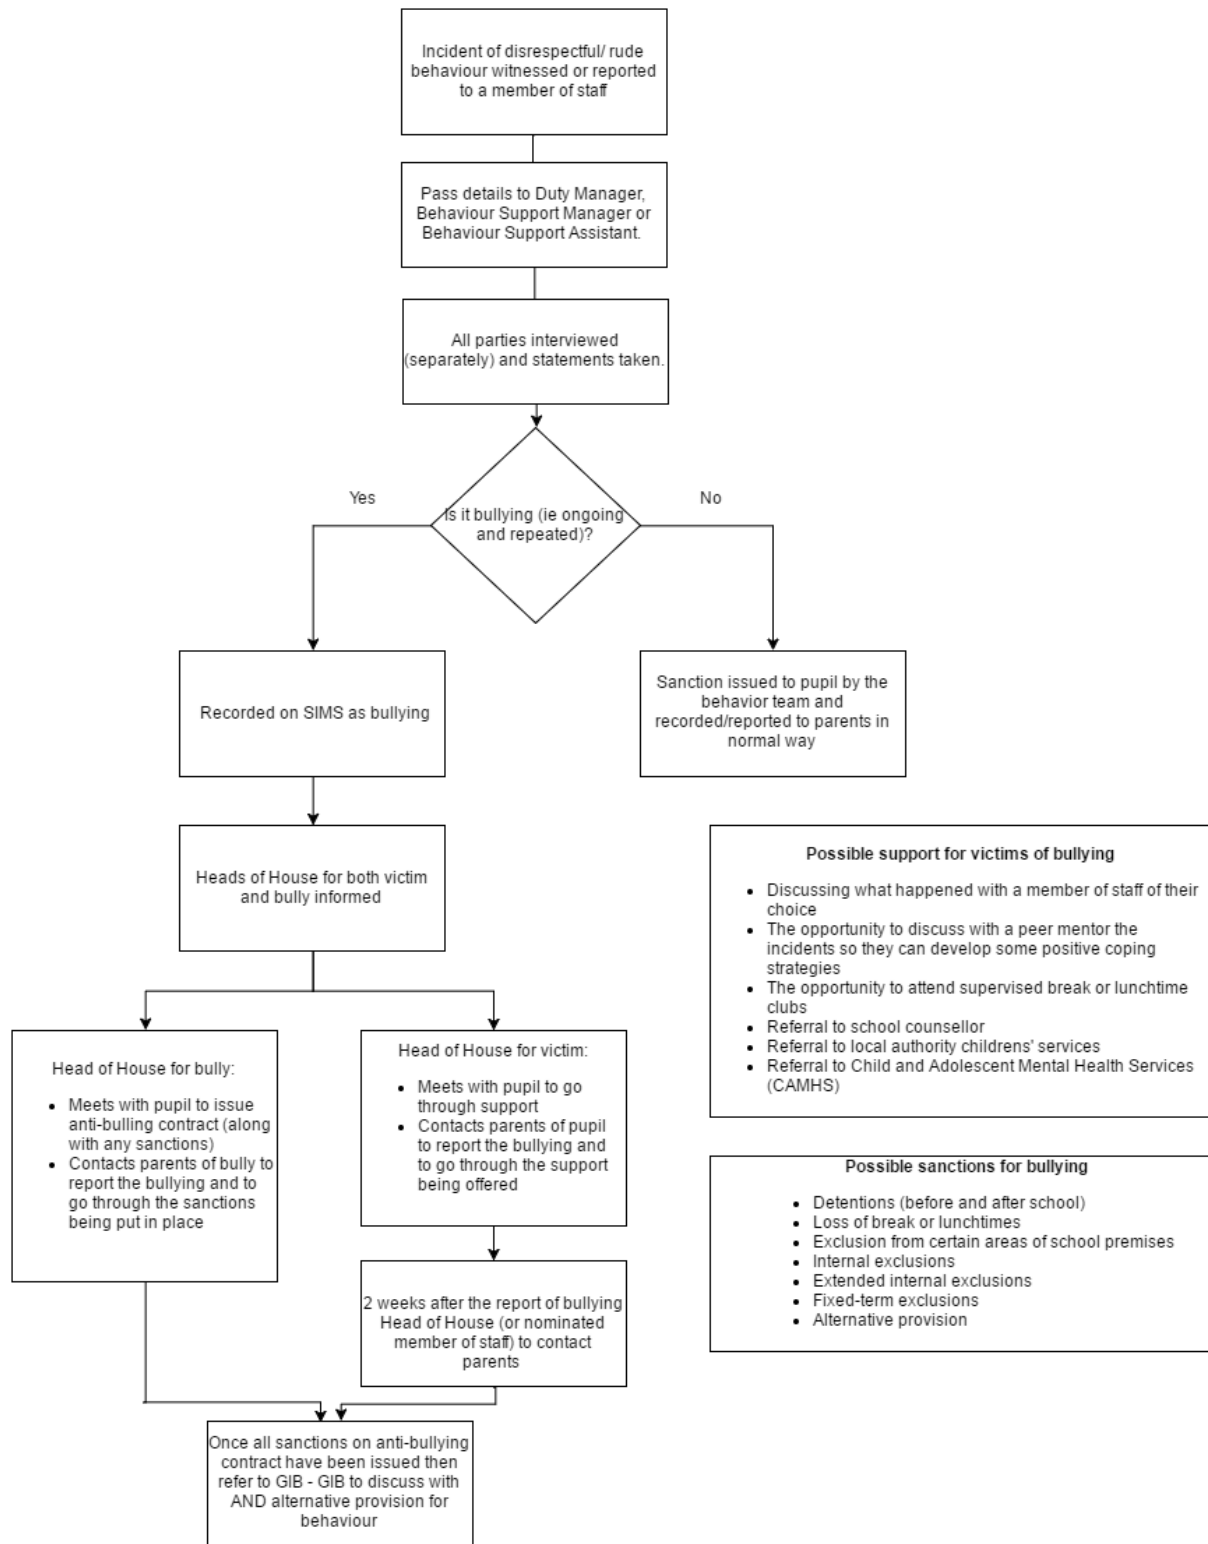 Incident of disrespectful/ rude
behaviour witnessed or reported
to a member of staff
Pass details to Duty Manager,
Behaviour Support Manager or
Behaviour Support Assistant.
All parties interviewed
(separately) and statements taken.
Is it bullying (ie ongoing
and repeated)?
Yes
No
Recorded on SIMS as bullying
Sanction issued to pupil by the
behavior team and
recorded/reported to parents in
normal way
Heads of House for both victim
and bully informed
Head of House for bully:
• Meets with pupil to issue
anti-bulling contract (along
with any sanctions)
• Contacts parents of bully to
report the bullying and to
go through the sanctions
being put in place
Head of House for victim:
• Meets with pupil to go
through support
• Contacts parents of pupil
to report the bullying and
to go through the support
being offered
2 weeks after the report of bullying
Head of House (or nominated
member of staff) to contact
parents
Once all sanctions on anti-bullying
contract have been issued then
refer to GIB - GIB to discuss with
AND alternative provision for
behaviour
Possible support for victims of bullying
• Discussing what happened with a member of staff of their
choice
• The opportunity to discuss with a peer mentor the
incidents so they can develop some positive coping
strategies
• The opportunity to attend supervised break or lunchtime
clubs
• Referral to school counsellor
• Referral to local authority childrens' services
• Referral to Child and Adolescent Mental Health Services
(CAMHS)
Possible sanctions for bullying
• Detentions (before and after school)
• Loss of break or lunchtimes
• Exclusion from certain areas of school premises
• Internal exclusions
• Extended internal exclusions
• Fixed-term exclusions
• Alternative provision